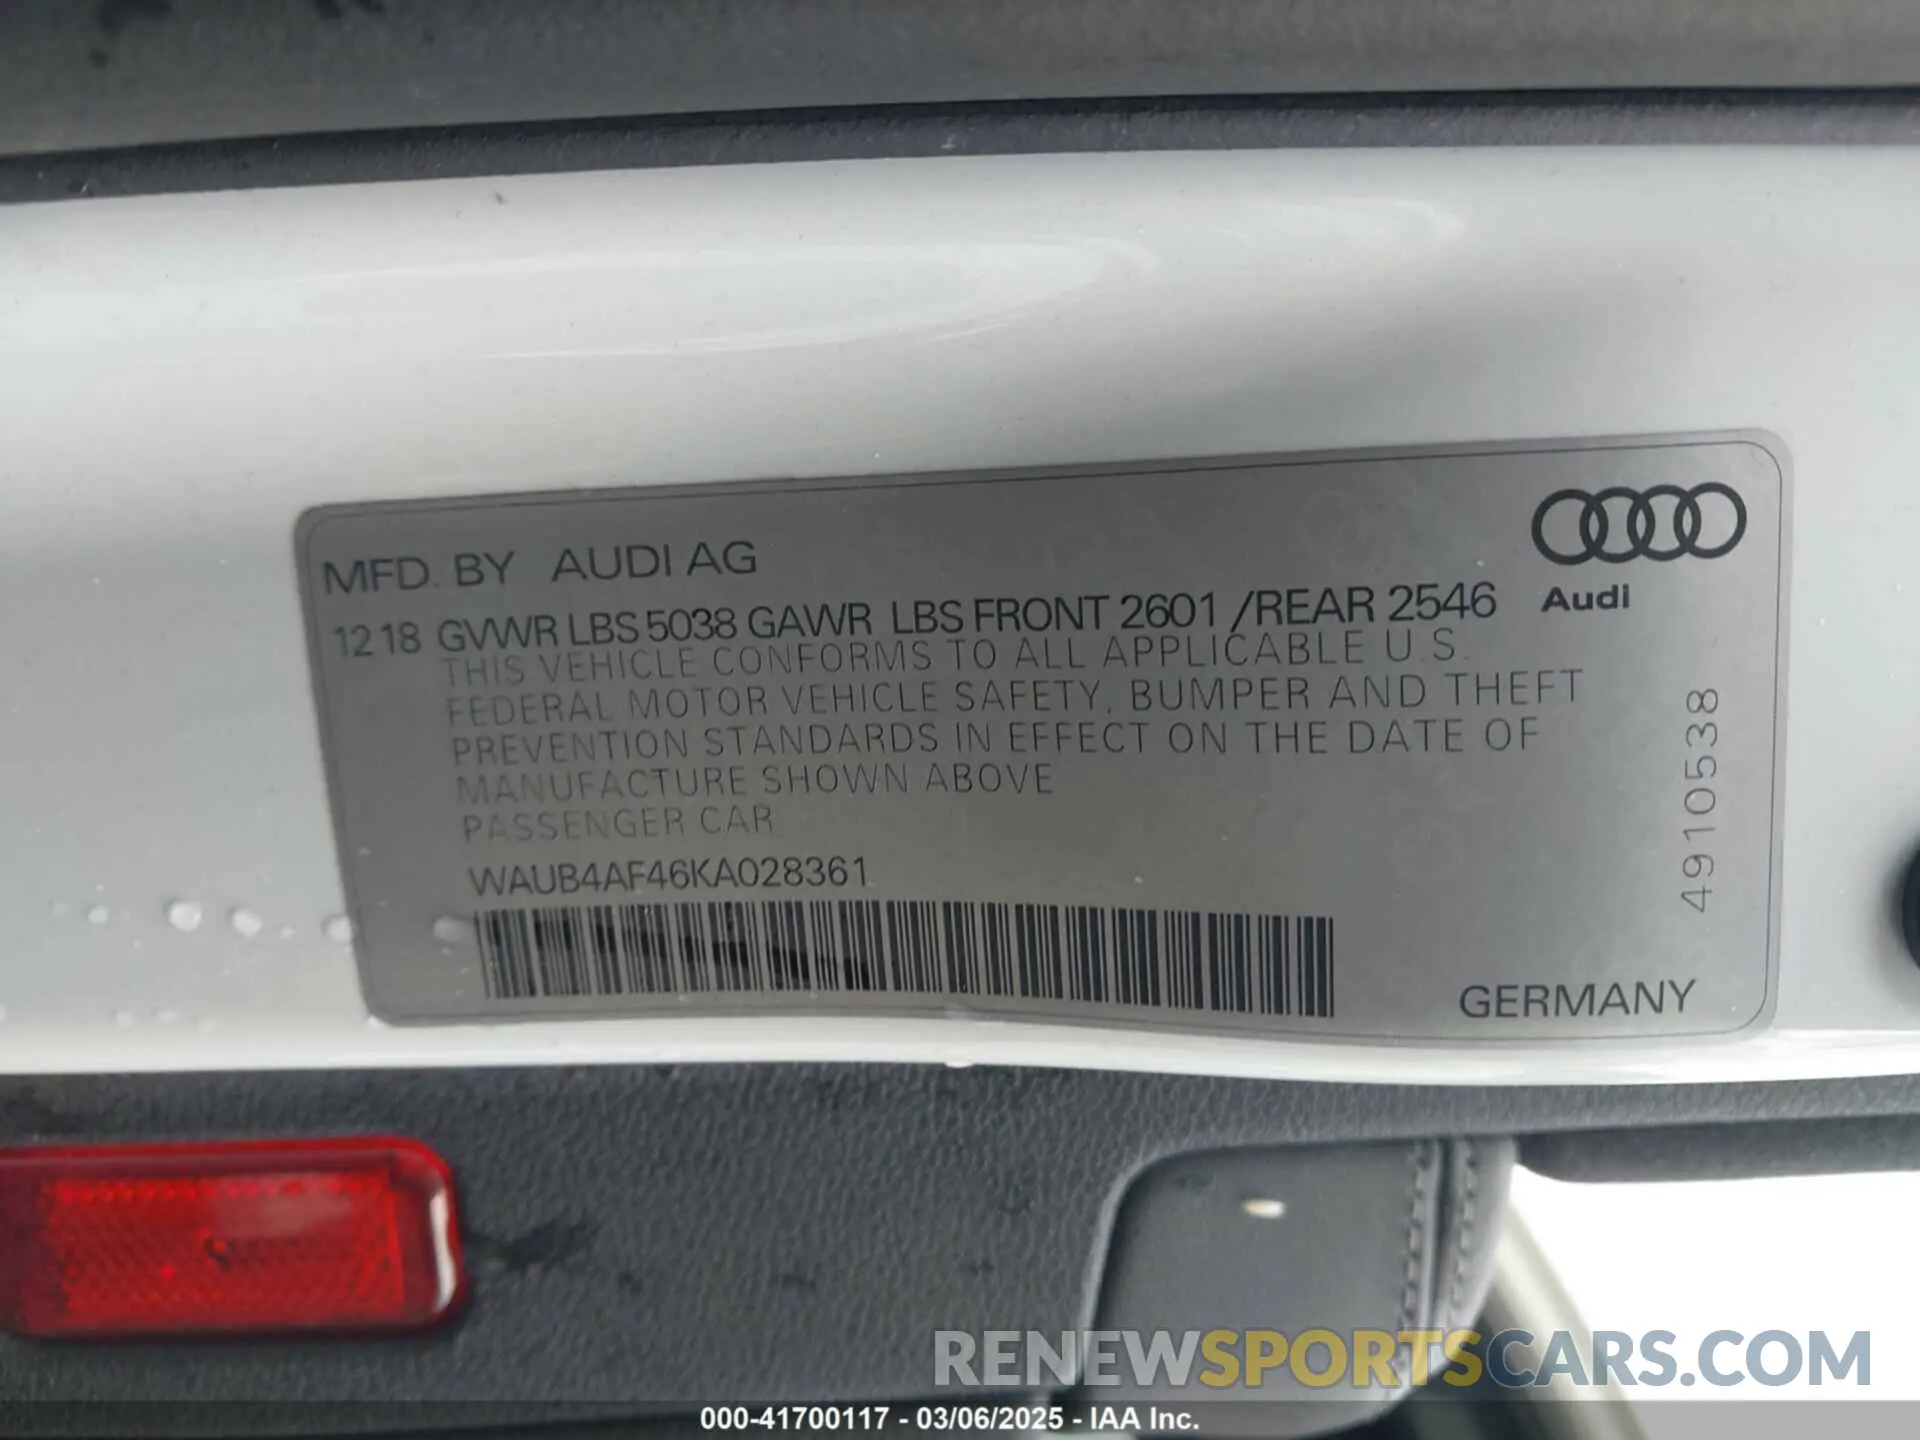 MFD. BY AUDI AG
12 18 GVWR LBS 5038 GAWR LBS FRONT 2601 /REAR 2546
Audi
THIS VEHICLE CONFORMS TO ALL APPLICABLE U.S.
FEDERAL MOTOR VEHICLE SAFETY, BUMPER AND THEFT
PREVENTION STANDARDS IN EFFECT ON THE DATE OF
MANUFACTURE SHOWN ABOVE
PASSENGER CAR
WAUB4AF46KA028361
4910538
GERMANY
RENEWSPORTSCARS.COM
000-41700117 - 03/06/2025 - IAA Inc.